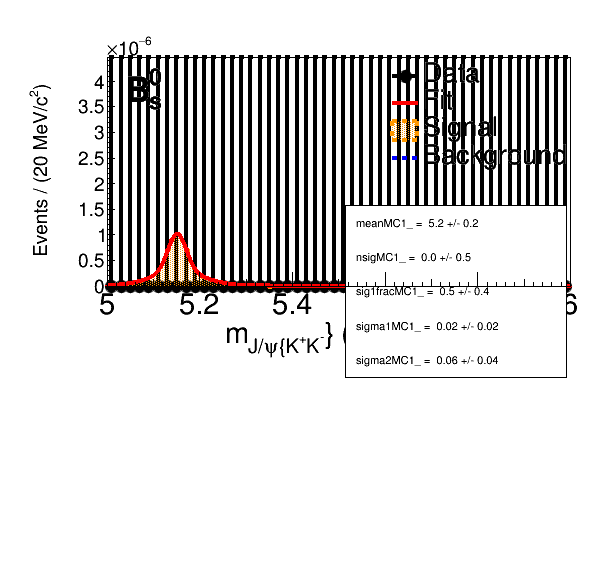 ×10⁻⁶
Events / (20 MeV/c²)
4
3.5
3
2.5
2
1.5
1
0.5
0
B⁰ₛ
Data
Fit
Signal
Background
meanMC1_ = 5.2 +/- 0.2
nsigMC1_ = 0.0 +/- 0.5
sig1fracMC1_ = 0.5 +/- 0.4
sigma1MC1_ = 0.02 +/- 0.02
sigma2MC1_ = 0.06 +/- 0.04
5 5.2 5.4 6
m_J/ψ{K⁺K⁻} (